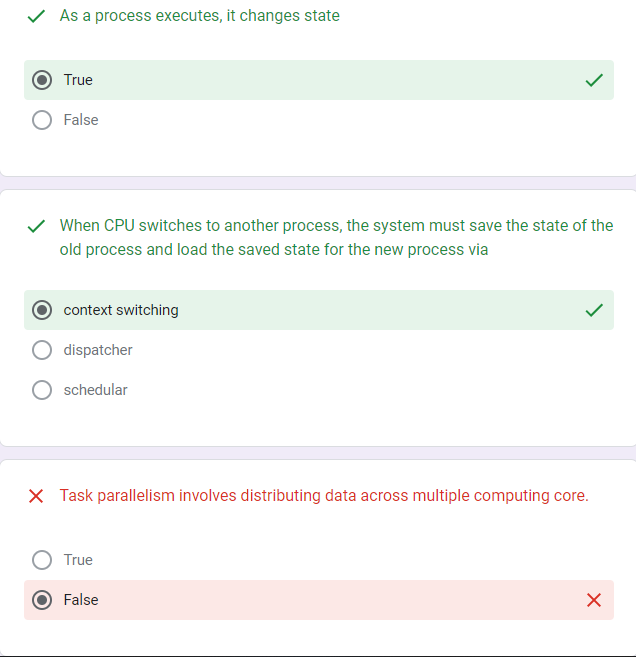 As a process executes, it changes state
True
False
When CPU switches to another process, the system must save the state of the
old process and load the saved state for the new process via
context switching
dispatcher
schedular
Task parallelism involves distributing data across multiple computing core.
True
False